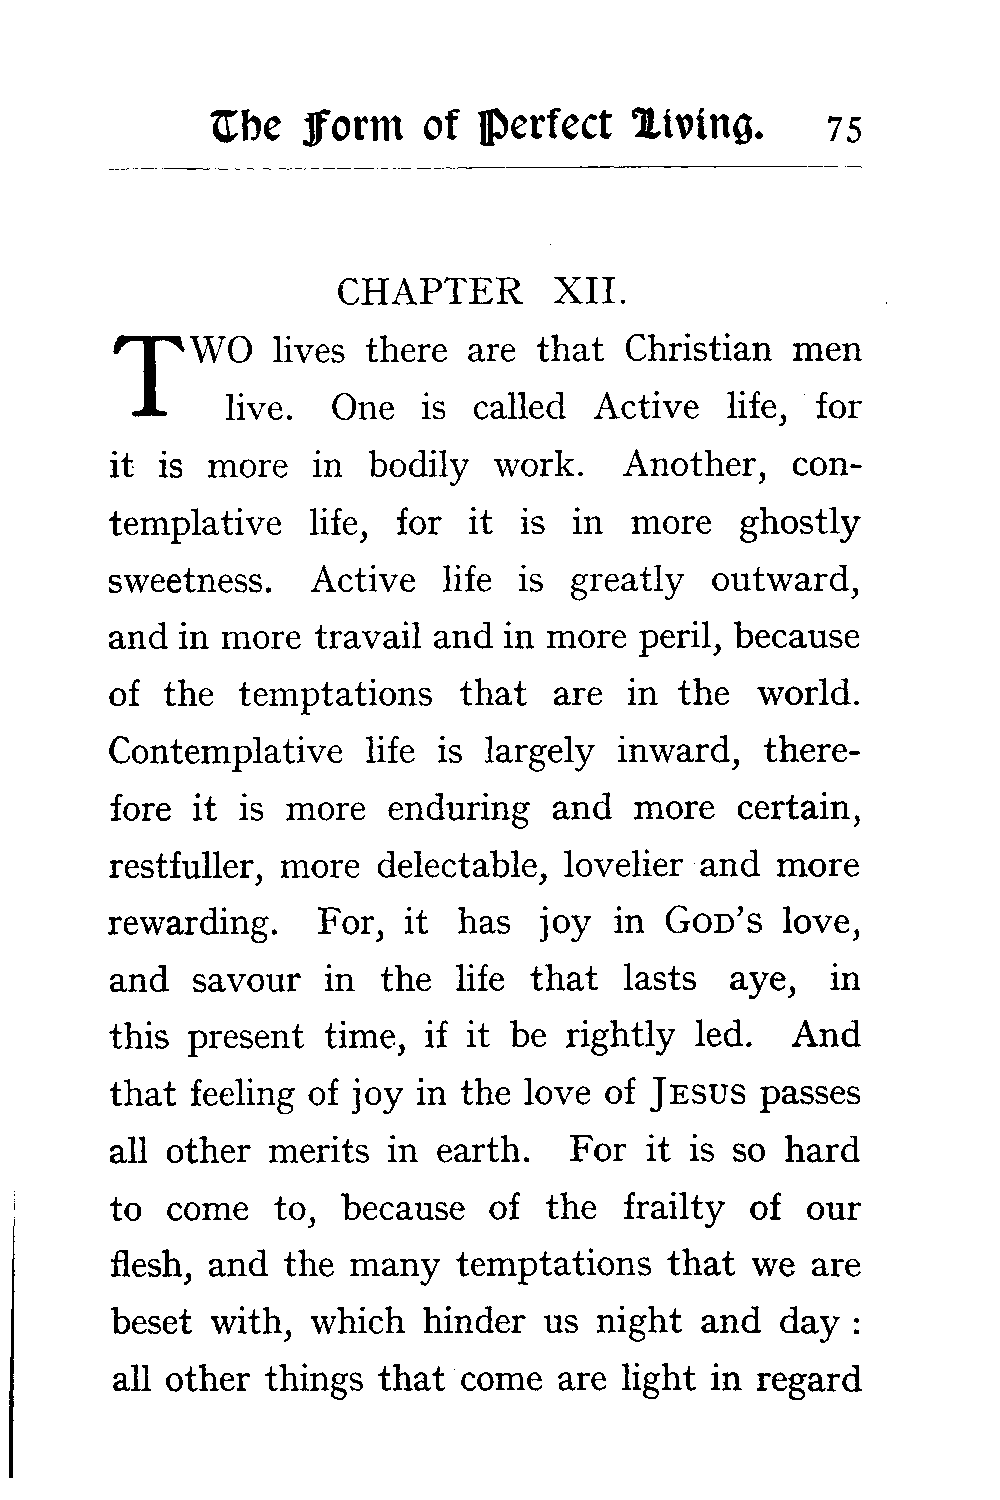 The Form of Perfect Living. 75
CHAPTER XII.
TWO lives there are that Christian men
live. One is called Active life, for
it is more in bodily work. Another, con-
templative life, for it is in more ghostly
sweetness. Active life is greatly outward,
and in more travail and in more peril, because
of the temptations that are in the world.
Contemplative life is largely inward, there-
fore it is more enduring and more certain,
restfuller, more delectable, lovelier and more
rewarding. For, it has joy in GOD'S love,
and savour in the life that lasts aye, in
this present time, if it be rightly led. And
that feeling of joy in the love of JESUS passes
all other merits in earth. For it is so hard
to come to, because of the frailty of our
flesh, and the many temptations that we are
beset with, which hinder us night and day :
all other things that come are light in regard